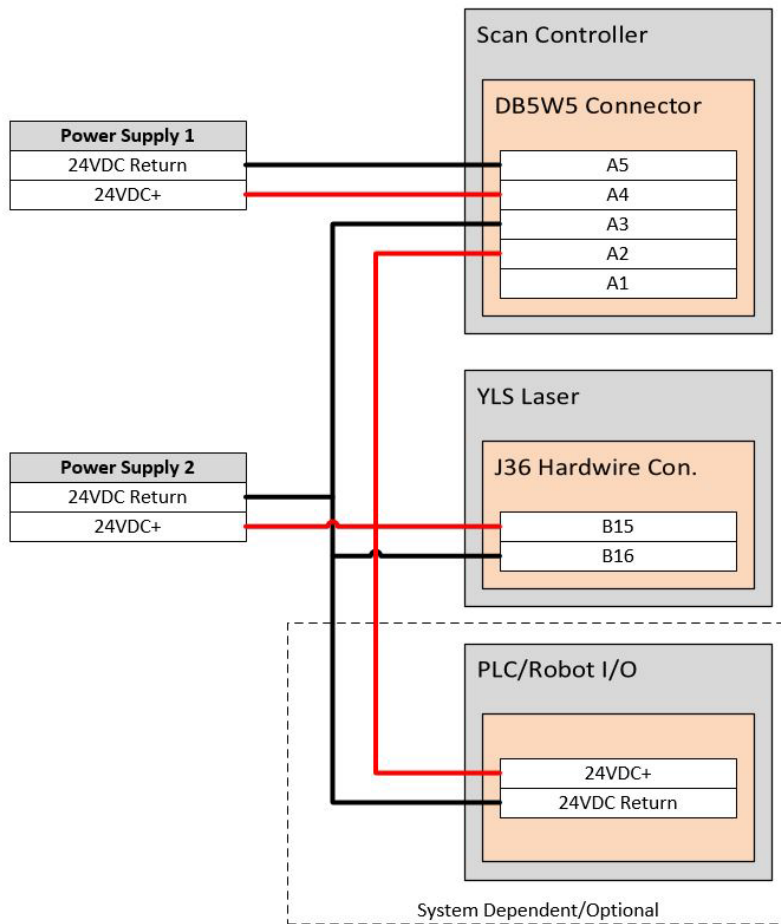 Scan Controller
DB5W5 Connector
Power Supply 1
24VDC Return
24VDC+
A5
A4
A3
A2
A1
YLS Laser
J36 Hardwire Con.
Power Supply 2
24VDC Return
24VDC+
B15
B16
PLC/Robot I/O
24VDC+
24VDC Return
System Dependent/Optional